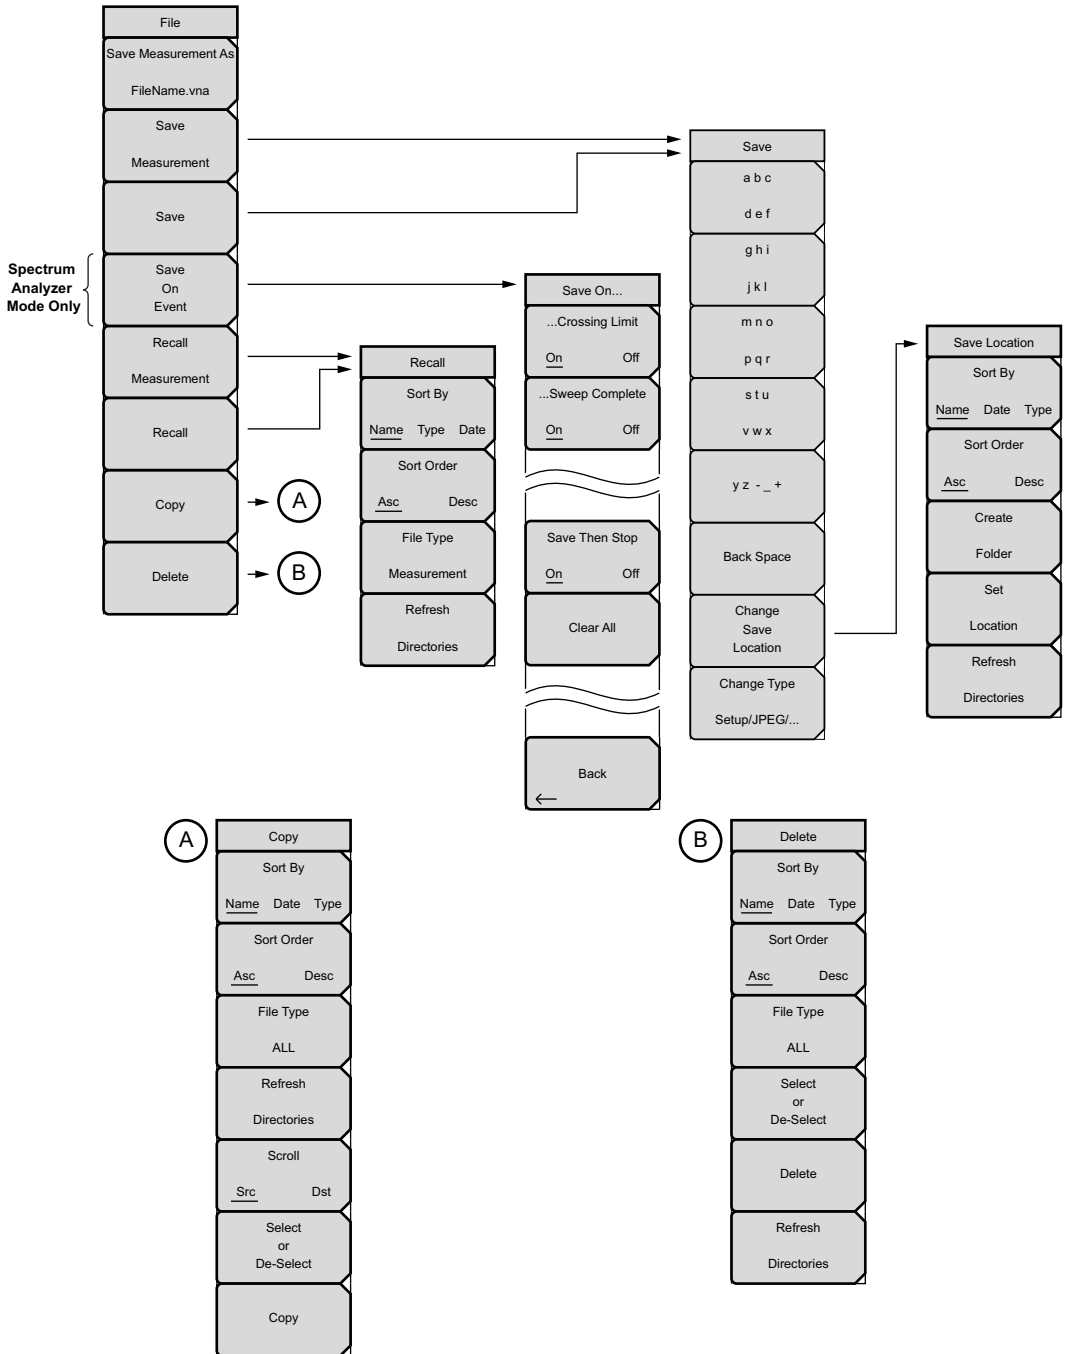 File
Save Measurement As
FileName.vna
Save
Measurement
Save
Spectrum
Analyzer
Mode Only
Save
On
Event
Recall
Measurement
Recall
Copy
A
Delete
B
Recall
Sort By
Name Type Date
Sort Order
Asc Desc
File Type
Measurement
Refresh
Directories
Save On...
...Crossing Limit
On Off
...Sweep Complete
On Off
Save Then Stop
On Off
Clear All
Back
Save
a b c
d e f
g h i
j k l
m n o
p q r
s t u
v w x
y z - _ +
Back Space
Change
Save
Location
Change Type
Setup/JPEG/...
Save Location
Sort By
Name Date Type
Sort Order
Asc Desc
Create
Folder
Set
Location
Refresh
Directories
A
Copy
Sort By
Name Date Type
Sort Order
Asc Desc
File Type
ALL
Refresh
Directories
Scroll
Src Dst
Select
or
De-Select
Copy
B
Delete
Sort By
Name Date Type
Sort Order
Asc Desc
File Type
ALL
Select
or
De-Select
Delete
Refresh
Directories